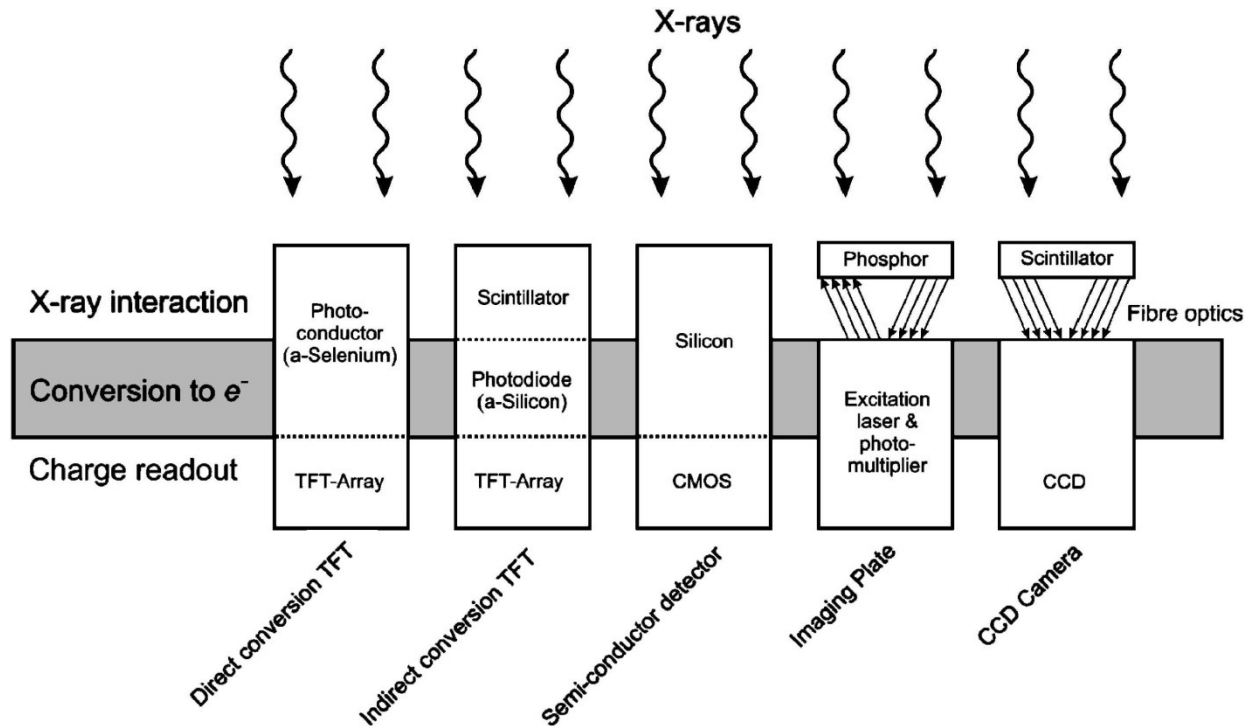 X-rays
X-ray interaction
Conversion to e⁻
Charge readout
Photo-
conductor
(a-Selenium)
TFT-Array
Scintillator
Photodiode
(a-Silicon)
TFT-Array
Silicon
CMOS
Phosphor
Excitation
laser &
photo-
multiplier
Scintillator
Fibre optics
CCD
Direct conversion TFT
Indirect conversion TFT
Semi-conductor detector
Imaging Plate
CCD Camera